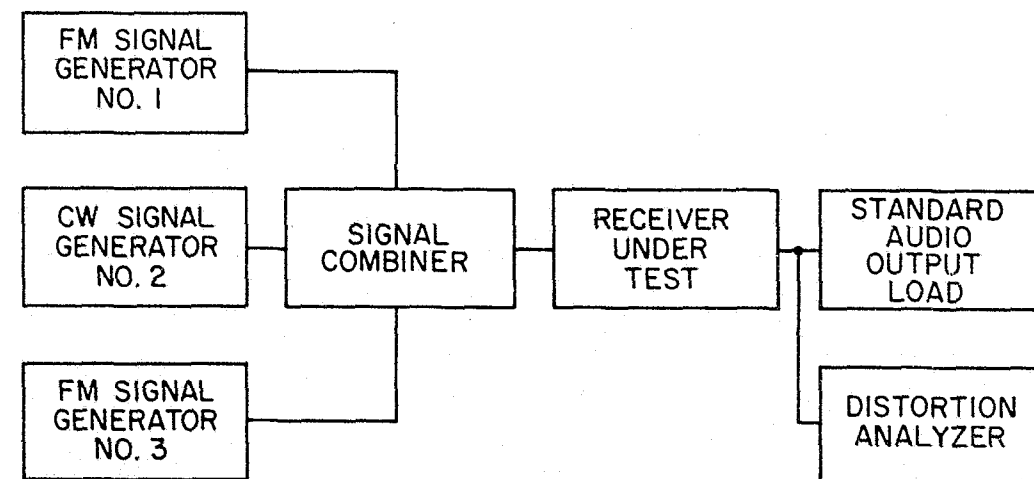 FM SIGNAL
GENERATOR
NO. 1
CW SIGNAL
GENERATOR
NO. 2
FM SIGNAL
GENERATOR
NO. 3
SIGNAL
COMBINER
RECEIVER
UNDER
TEST
STANDARD
AUDIO
OUTPUT
LOAD
DISTORTION
ANALYZER